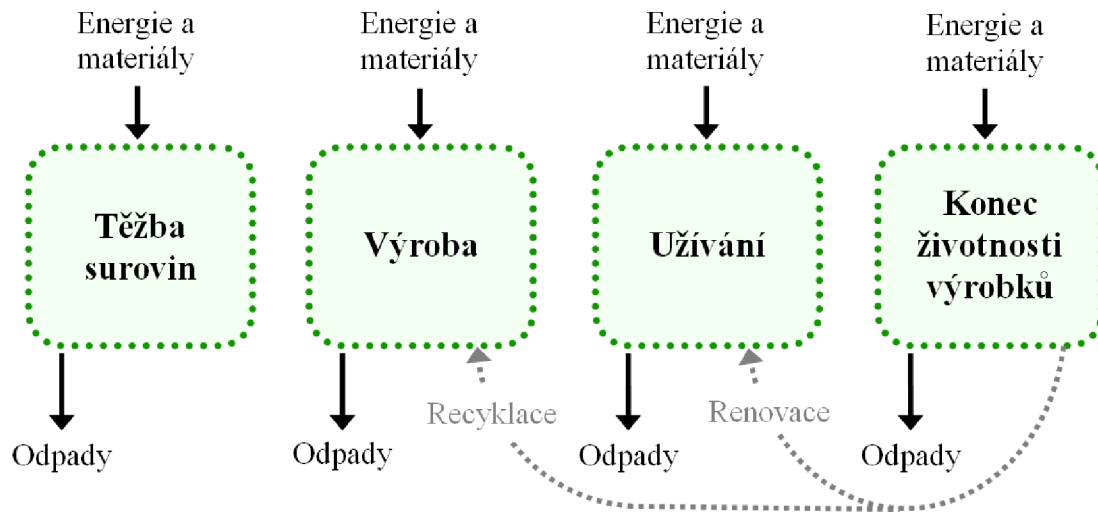 Energie a
materiály
Energie a
materiály
Energie a
materiály
Energie a
materiály
Těžba
surovin
Výroba
Užívání
Konec
životnosti
výrobků
Recyklace
Renovace
Odpady
Odpady
Odpady
Odpady